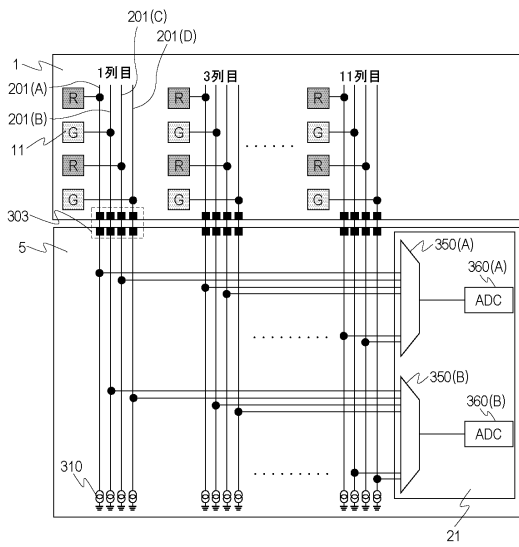 201(C)
201(D)
1
201(A)
1列目
3列目
11列目
R
R
R
201(B)
11
G
G
G
R
R
R
G
G
G
303
5
350(A)
360(A)
ADC
350(B)
360(B)
ADC
310
21